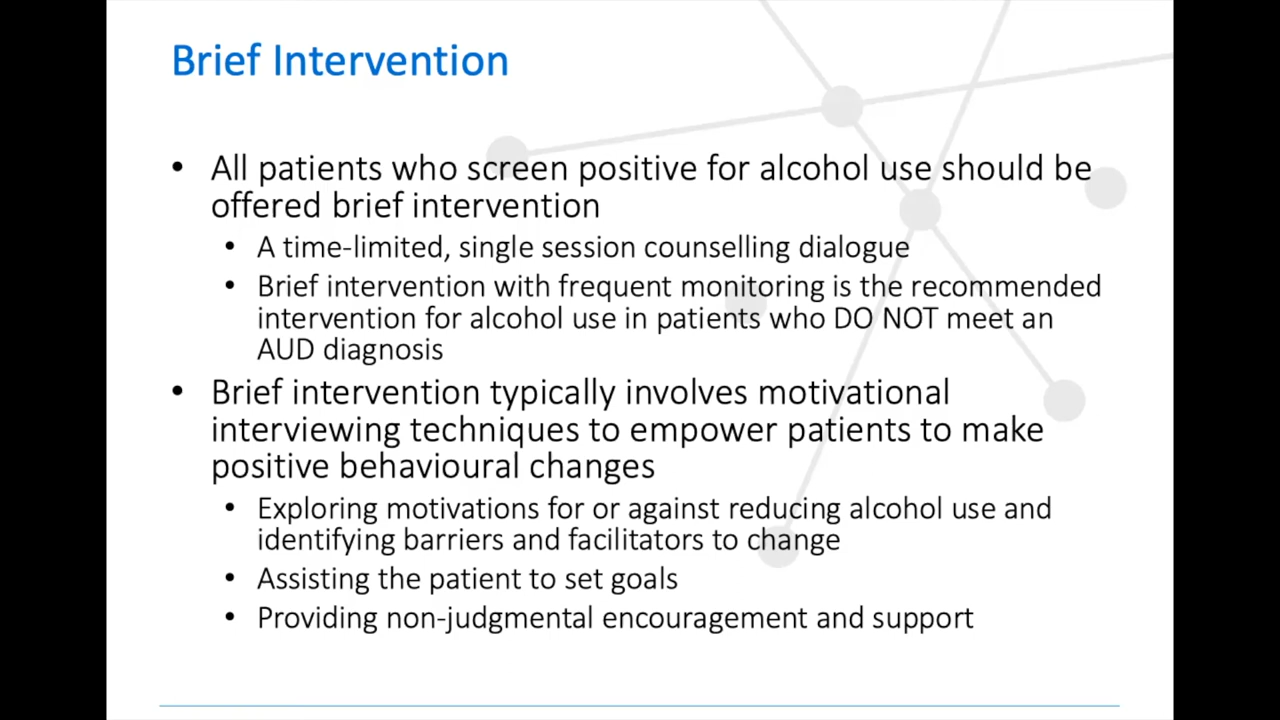 Brief Intervention
• All patients who screen positive for alcohol use should be
offered brief intervention
• A time-limited, single session counselling dialogue
• Brief intervention with frequent monitoring is the recommended
intervention for alcohol use in patients who DO NOT meet an
AUD diagnosis
• Brief intervention typically involves motivational
interviewing techniques to empower patients to make
positive behavioural changes
• Exploring motivations for or against reducing alcohol use and
identifying barriers and facilitators to change
• Assisting the patient to set goals
• Providing non-judgmental encouragement and support